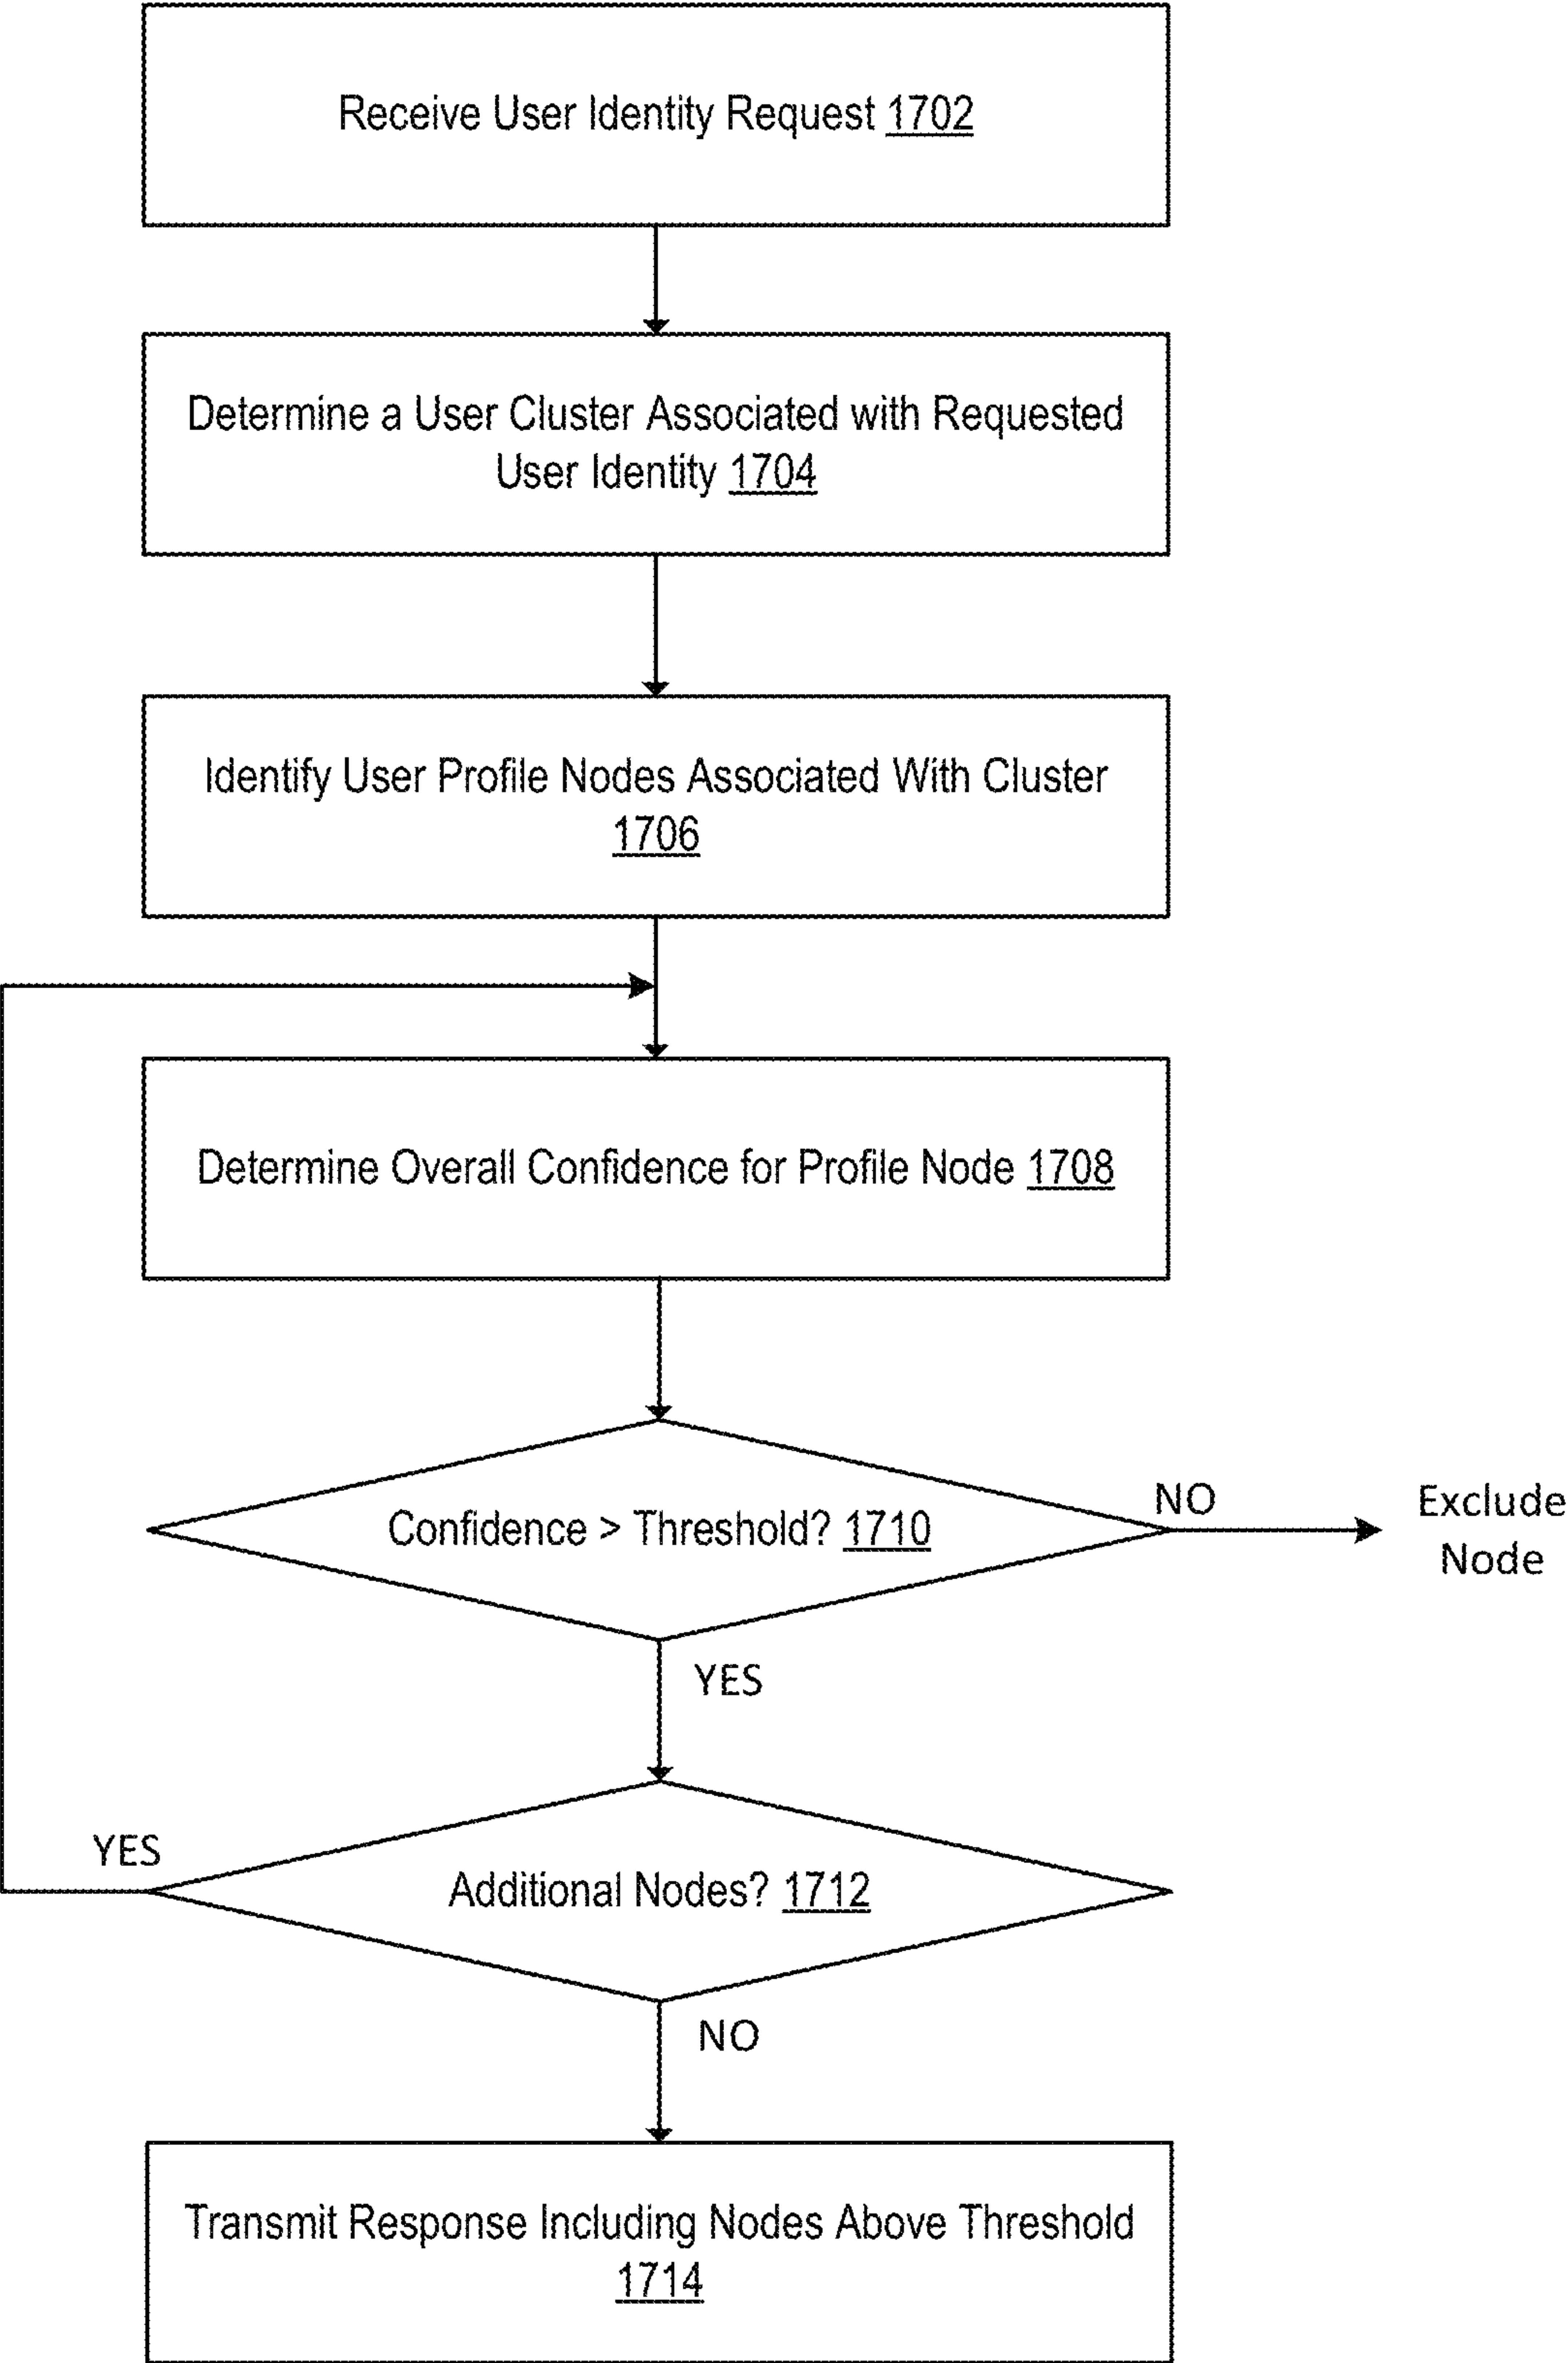 Receive User Identity Request 1702
Determine a User Cluster Associated with Requested
User Identity 1704
Identify User Profile Nodes Associated With Cluster
1706
Determine Overall Confidence for Profile Node 1708
Confidence > Threshold? 1710
NO
Exclude
Node
YES
YES
Additional Nodes? 1712
NO
Transmit Response Including Nodes Above Threshold
1714